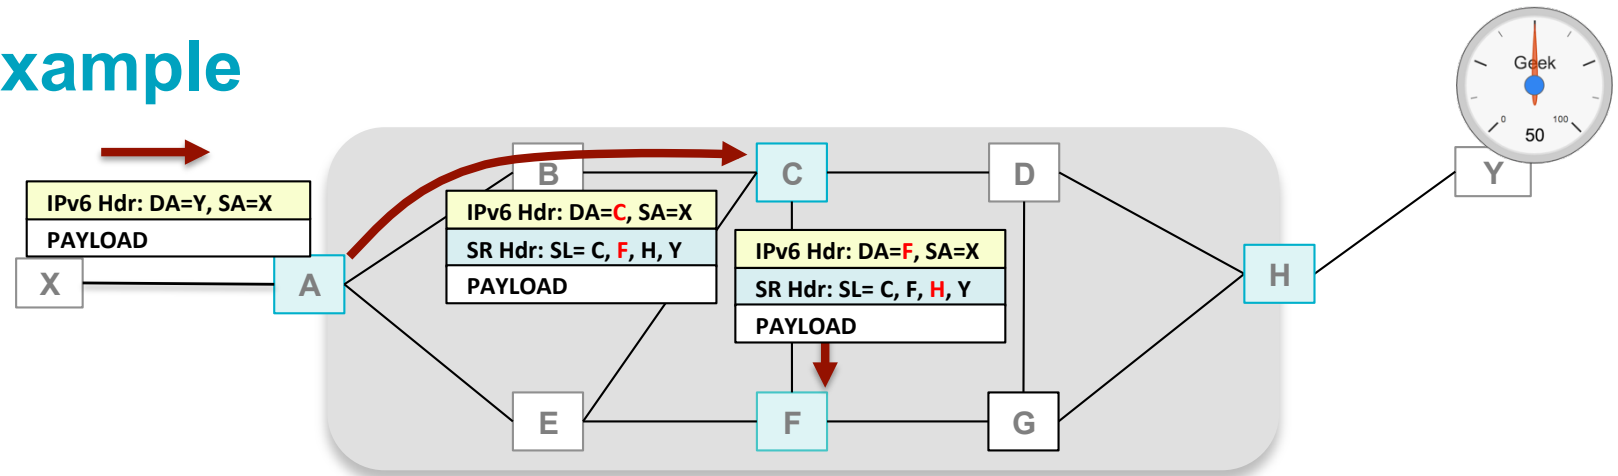 xample
Geek
0
100
50
IPv6 Hdr: DA=Y, SA=X
PAYLOAD
X
A
B
IPv6 Hdr: DA=C, SA=X
SR Hdr: SL= C, F, H, Y
PAYLOAD
C
IPv6 Hdr: DA=F, SA=X
SR Hdr: SL= C, F, H, Y
PAYLOAD
D
H
Y
E
F
G